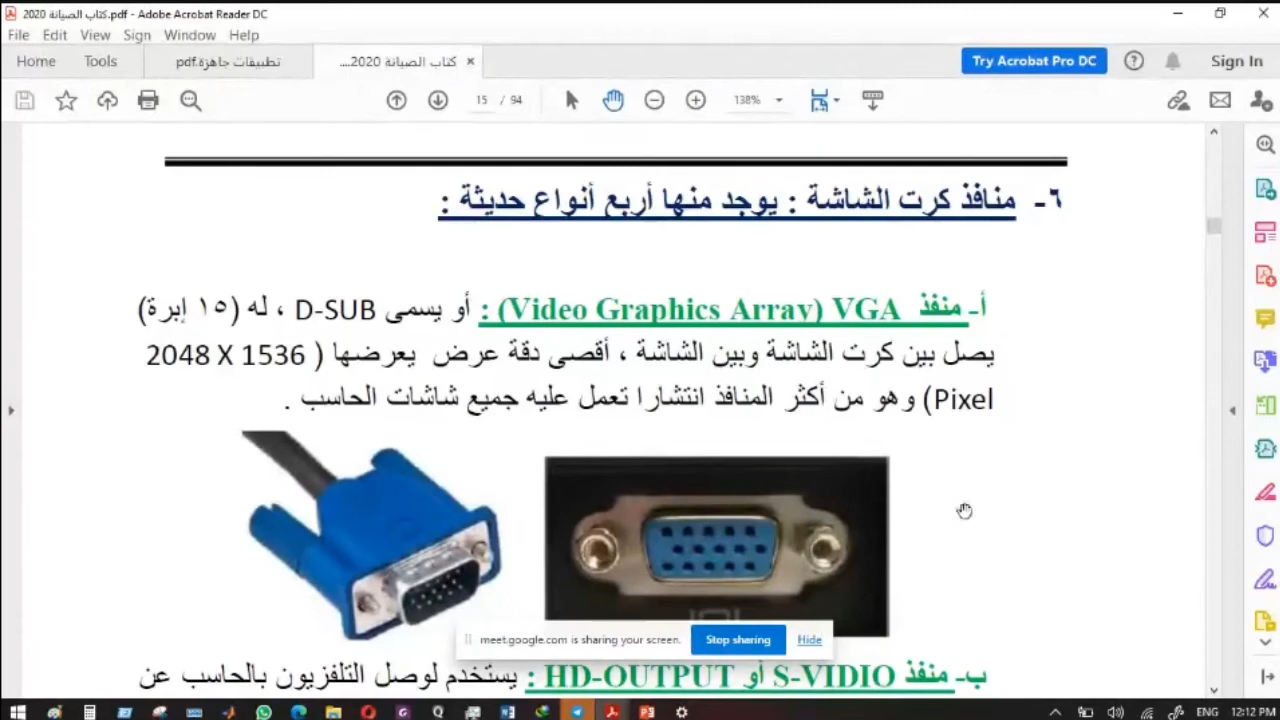 كتاب الصيانة 2020.pdf - Adobe Acrobat Reader DC
File Edit View Sign Window Help
Home Tools تطبيقات جاهزة.pdf كتاب الصيانة 2020.... × Try Acrobat Pro DC Sign In
15 / 94 138%
٦- منافذ كرت الشاشة : يوجد منها أربع أنواع حديثة :
أ- منفذ VGA (Video Graphics Array) : أو يسمى D-SUB ، له (١٥ إبرة)
يصل بين كرت الشاشة وبين الشاشة ، أقصى دقة عرض يعرضها ( 2048 X 1536
Pixel) وهو من أكثر المنافذ انتشارا تعمل عليه جميع شاشات الحاسب .
meet.google.com is sharing your screen. Stop sharing Hide
ب- منفذ S-VIDIO أو HD-OUTPUT : يستخدم لوصل التلفزيون بالحاسب عن
ENG 12:12 PM